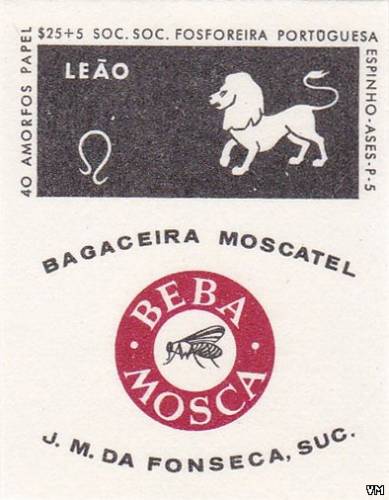 $25+5 SOC. SOC. FOSFOREIRA PORTUGUESA
40 AMORFOS PAPEL
ESPINHO-ASES-P-5
LEÃO
BAGACEIRA MOSCATEL
BEBA
MOSCA
J. M. DA FONSECA, SUC.
VM